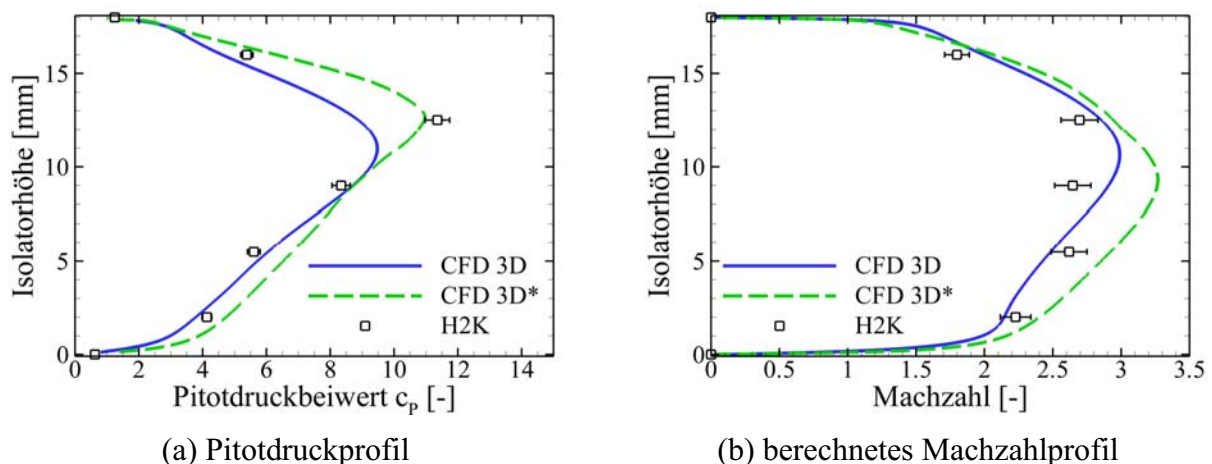 Isolatorhöhe [mm]
15
10
5
0
0 2 4 6 8 10 12 14
Pitotdruckbeiwert cP [-]
CFD 3D
CFD 3D*
H2K
(a) Pitotdruckprofil
Isolatorhöhe [mm]
15
10
5
0
0 0.5 1 1.5 2 2.5 3 3.5
Machzahl [-]
CFD 3D
CFD 3D*
H2K
(b) berechnetes Machzahlprofil